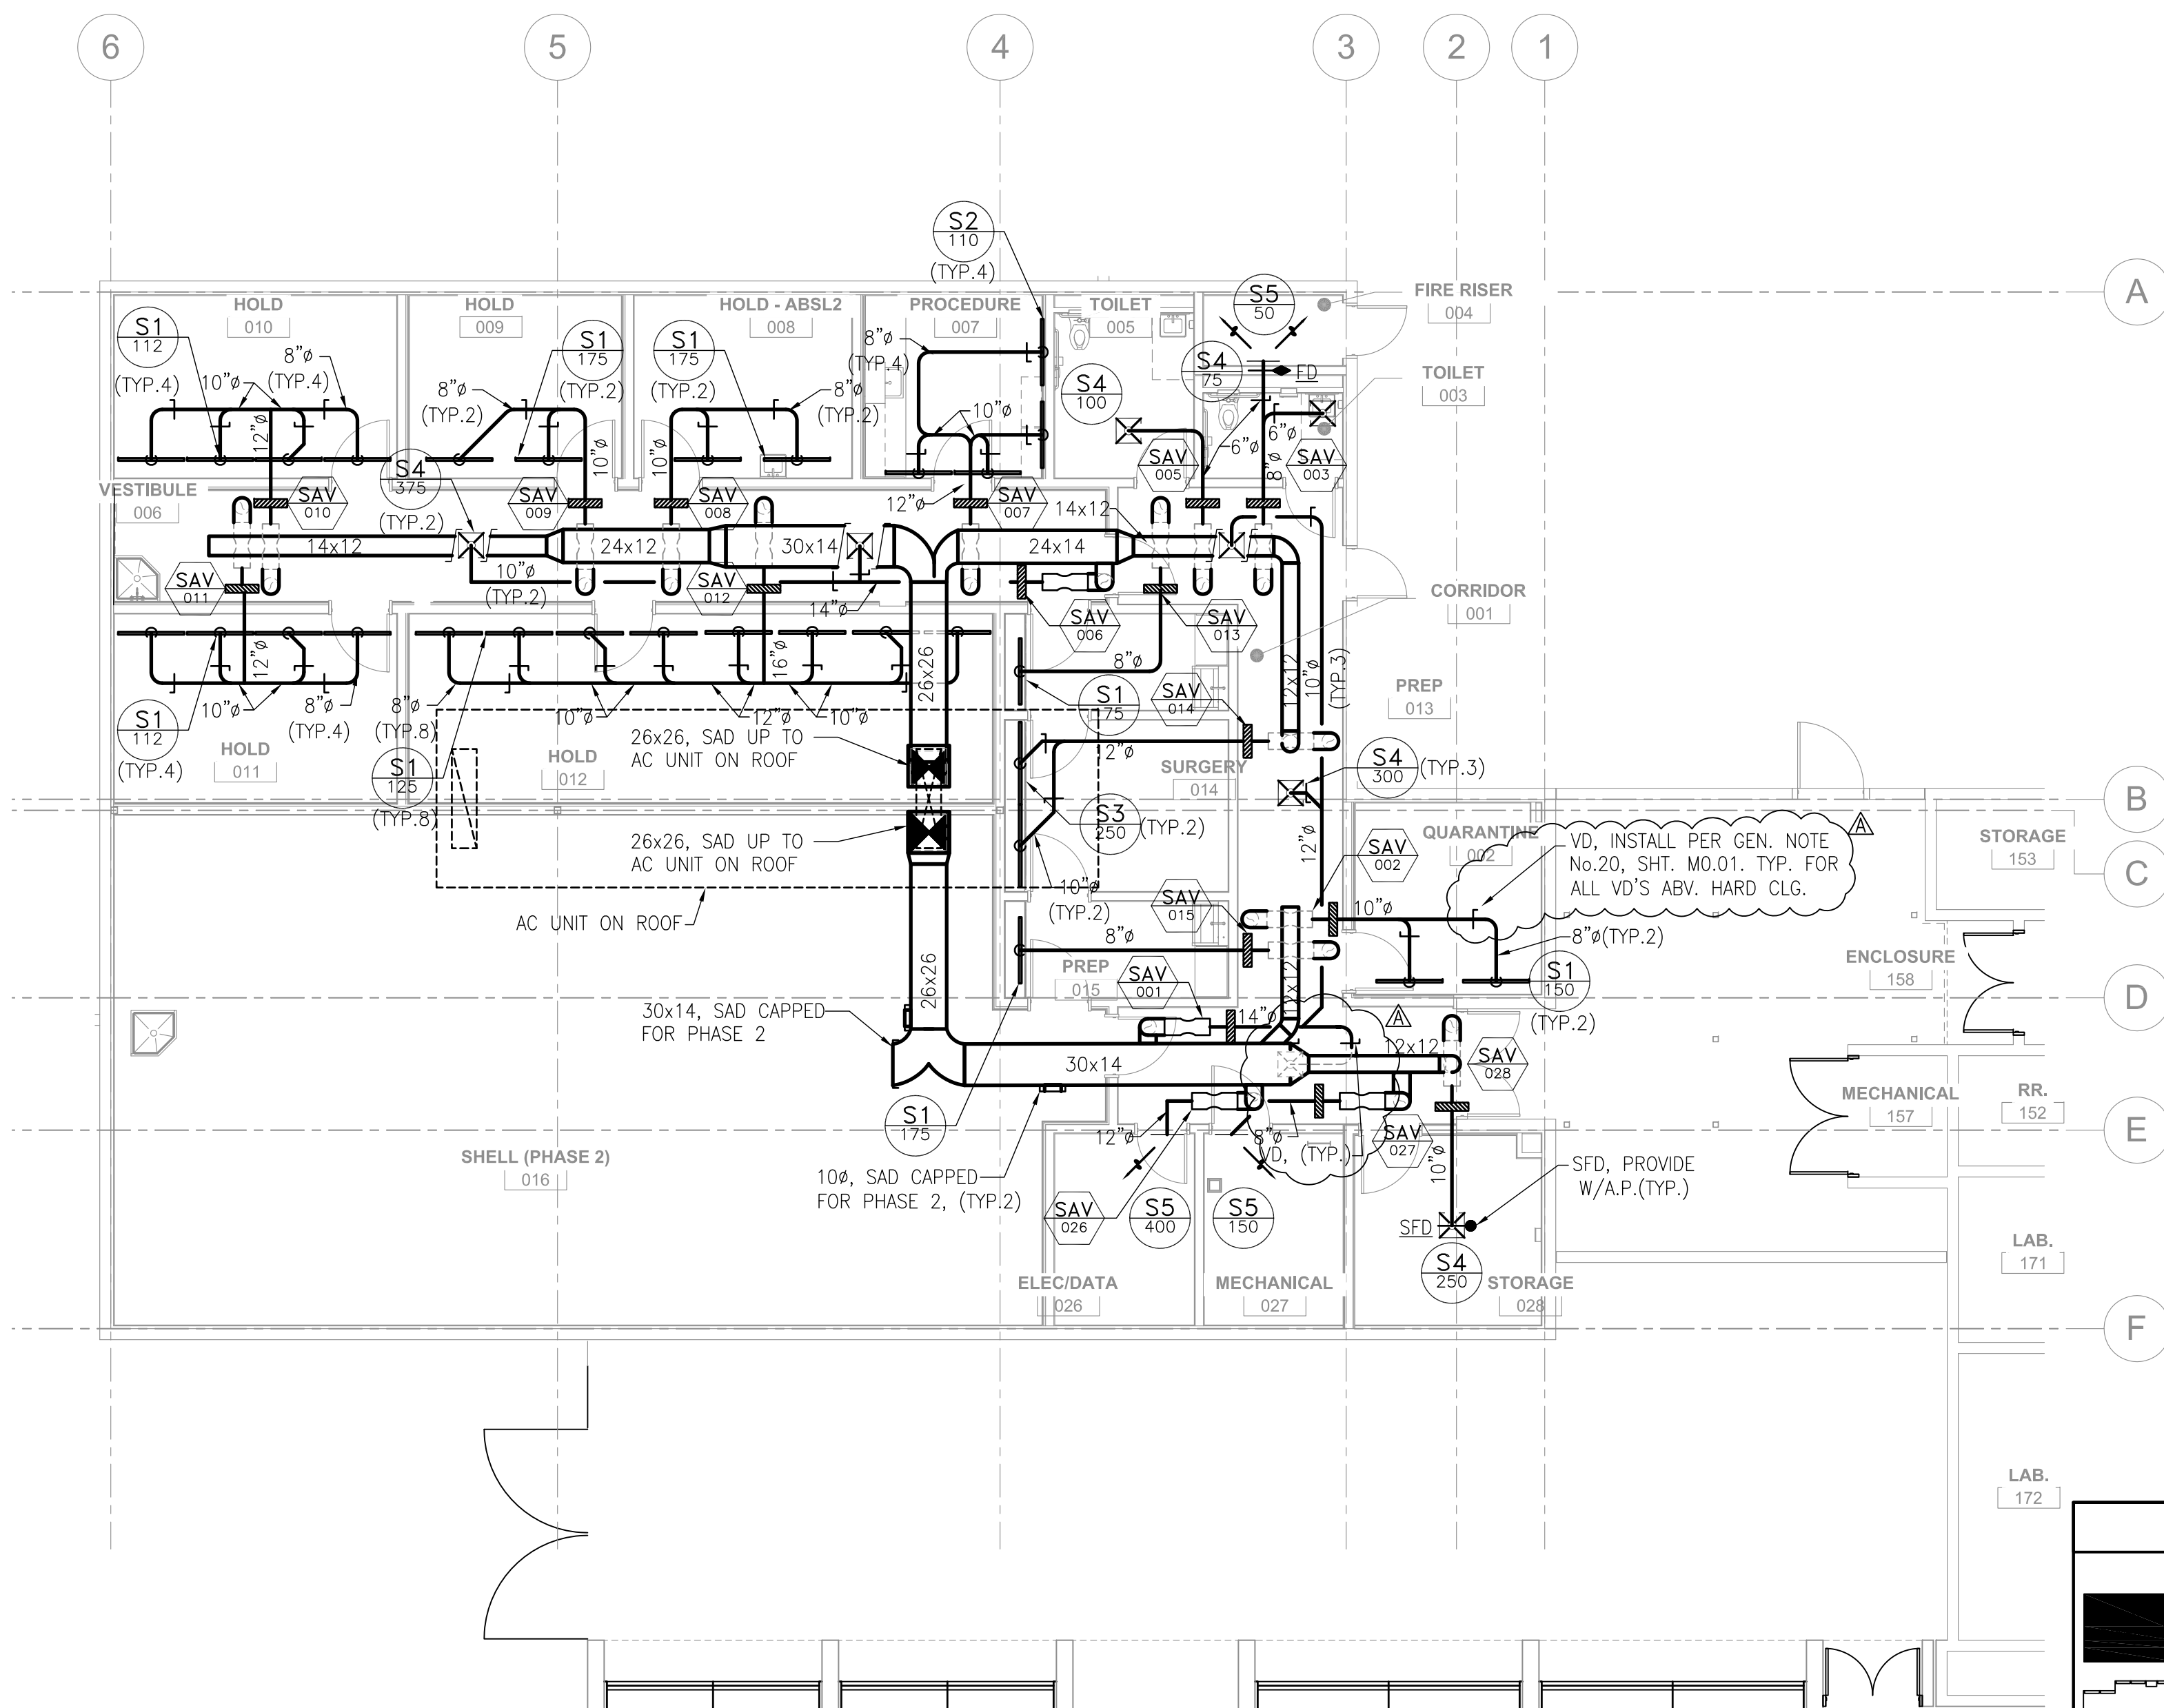 6
5
4
3
2
1
A
B
C
D
E
F
S2
110
(TYP.4)
HOLD
010
HOLD
009
HOLD - ABSL2
008
PROCEDURE
007
TOILET
005
S5
50
FIRE RISER
004
S1
112
(TYP.4)
10"ø
8"ø
(TYP.4)
12"ø
8"ø
(TYP.2)
S1
175
(TYP.2)
10"ø
S1
175
(TYP.2)
10"ø
8"ø
(TYP.2)
8"ø
(TYP.4)
10"ø
12"ø
S4
100
S4
75
FD
TOILET
003
6"ø
6"ø
8"ø
VESTIBULE
006
S4
375
(TYP.2)
SAV
010
SAV
009
SAV
008
SAV
007
SAV
005
SAV
003
14x12
14x12
24x12
30x14
24x14
SAV
011
10"ø
(TYP.2)
SAV
012
14"ø
SAV
006
SAV
013
CORRIDOR
001
12"ø
16"ø
26x26
8"ø
12x12
10"ø
(TYP.3)
S1
75
SAV
014
PREP
013
S1
112
(TYP.4)
10"ø
8"ø
(TYP.4)
8"ø
(TYP.8)
10"ø
12"ø
10"ø
HOLD
011
S1
125
(TYP.8)
HOLD
012
26x26, SAD UP TO
AC UNIT ON ROOF
12"ø
SURGERY
014
S4
300
(TYP.3)
S3
250
(TYP.2)
12"ø
26x26, SAD UP TO
AC UNIT ON ROOF
AC UNIT ON ROOF
10"ø
(TYP.2)
SAV
002
QUARANTINE
002
VD, INSTALL PER GEN. NOTE
No.20, SHT. M0.01. TYP. FOR
ALL VD'S ABV. HARD CLG.
A
STORAGE
153
SAV
015
8"ø
10"ø
8"ø(TYP.2)
S1
150
(TYP.2)
ENCLOSURE
158
26x26
PREP
015
SAV
001
12x12
30x14, SAD CAPPED
FOR PHASE 2
14"ø
A
30x14
12x12
SAV
028
MECHANICAL
157
RR.
152
S1
175
12"ø
8"ø
VD, (TYP.)
SAV
027
10"ø
SHELL (PHASE 2)
016
10ø, SAD CAPPED
FOR PHASE 2, (TYP.2)
SAV
026
S5
400
S5
150
SFD, PROVIDE
W/A.P.(TYP.)
SFD
S4
250
ELEC/DATA
026
MECHANICAL
027
STORAGE
028
LAB.
171
LAB.
172